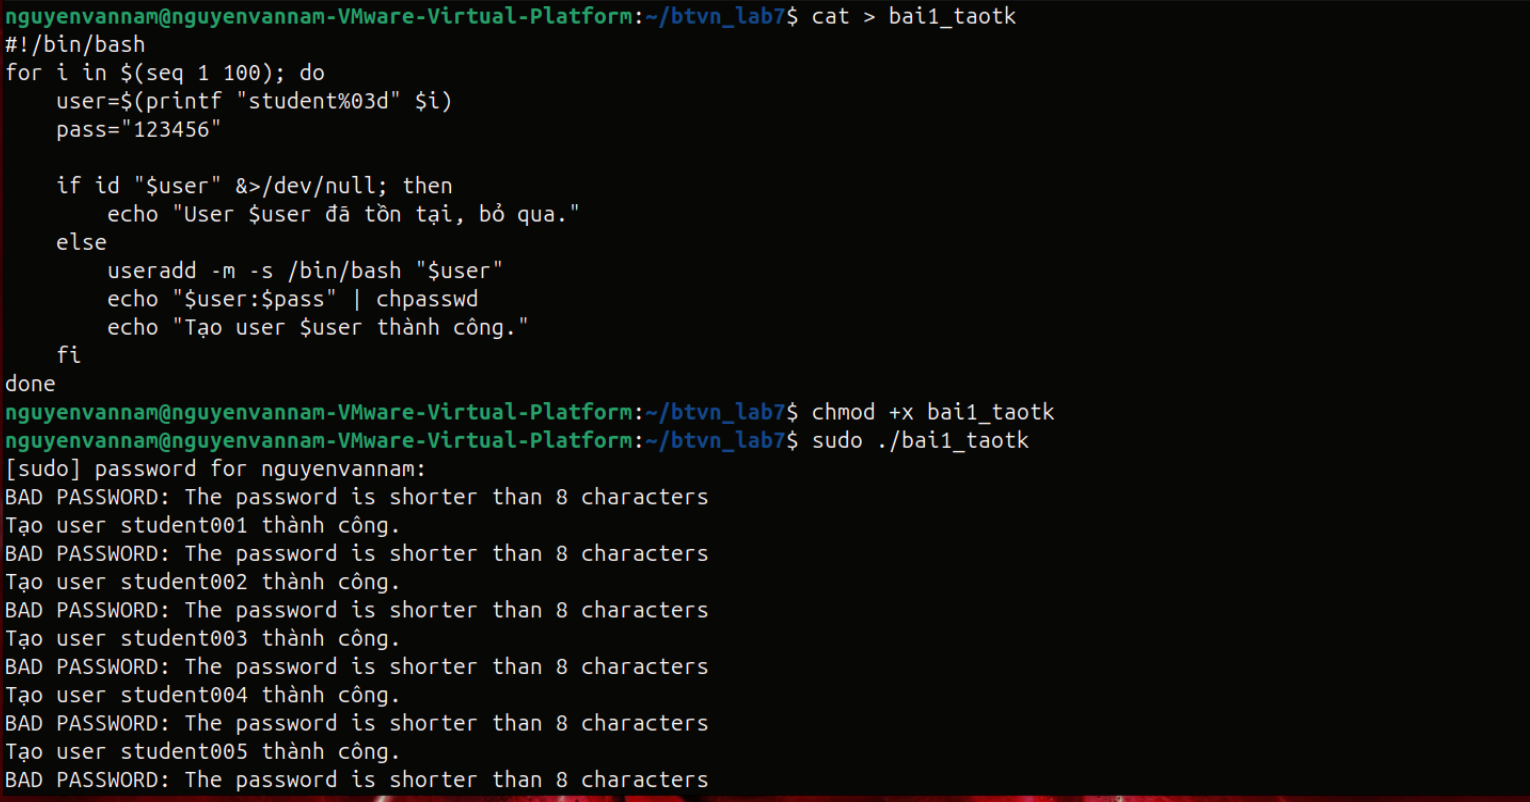 nguyenvannam@nguyenvannam-VMware-Virtual-Platform:~/btvn_lab7$ cat > bai1_taotk
#!/bin/bash
for i in $(seq 1 100); do
    user=$(printf "student%03d" $i)
    pass="123456"

    if id "$user" &>/dev/null; then
        echo "User $user đã tồn tại, bỏ qua."
    else
        useradd -m -s /bin/bash "$user"
        echo "$user:$pass" | chpasswd
        echo "Tạo user $user thành công."
    fi
done
nguyenvannam@nguyenvannam-VMware-Virtual-Platform:~/btvn_lab7$ chmod +x bai1_taotk
nguyenvannam@nguyenvannam-VMware-Virtual-Platform:~/btvn_lab7$ sudo ./bai1_taotk
[sudo] password for nguyenvannam:
BAD PASSWORD: The password is shorter than 8 characters
Tạo user student001 thành công.
BAD PASSWORD: The password is shorter than 8 characters
Tạo user student002 thành công.
BAD PASSWORD: The password is shorter than 8 characters
Tạo user student003 thành công.
BAD PASSWORD: The password is shorter than 8 characters
Tạo user student004 thành công.
BAD PASSWORD: The password is shorter than 8 characters
Tạo user student005 thành công.
BAD PASSWORD: The password is shorter than 8 characters